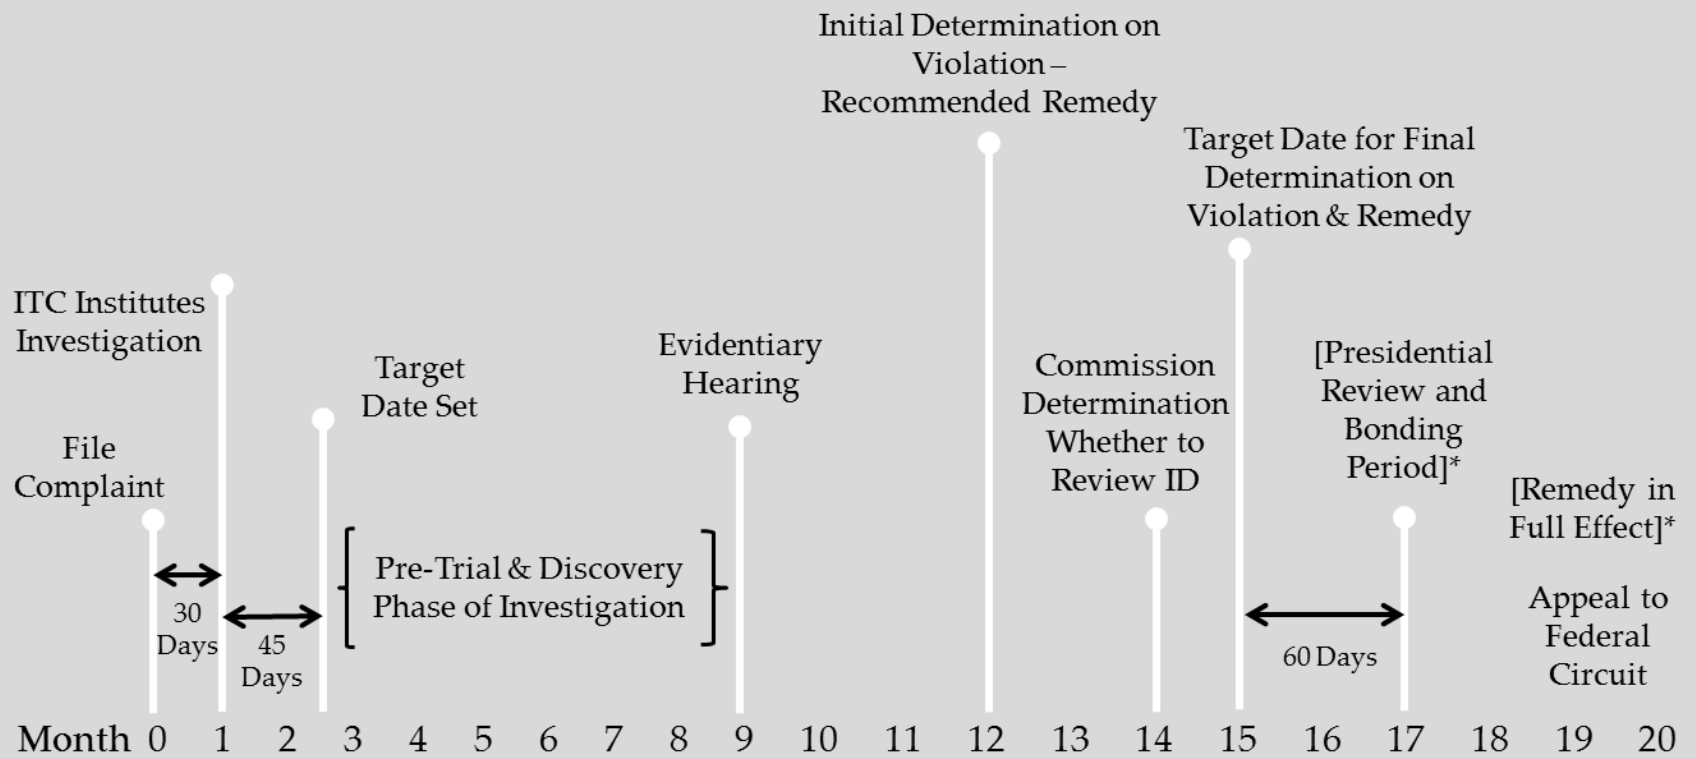 Initial Determination on
Violation –
Recommended Remedy
Target Date for Final
Determination on
Violation & Remedy
ITC Institutes
Investigation
Target
Date Set
Evidentiary
Hearing
Commission
Determination
Whether to
Review ID
[Presidential
Review and
Bonding
Period]*
File
Complaint
[Remedy in
Full Effect]*
Pre-Trial & Discovery
Phase of Investigation
30
Days
45
Days
60 Days
Appeal to
Federal
Circuit
Month 0 1 2 3 4 5 6 7 8 9 10 11 12 13 14 15 16 17 18 19 20